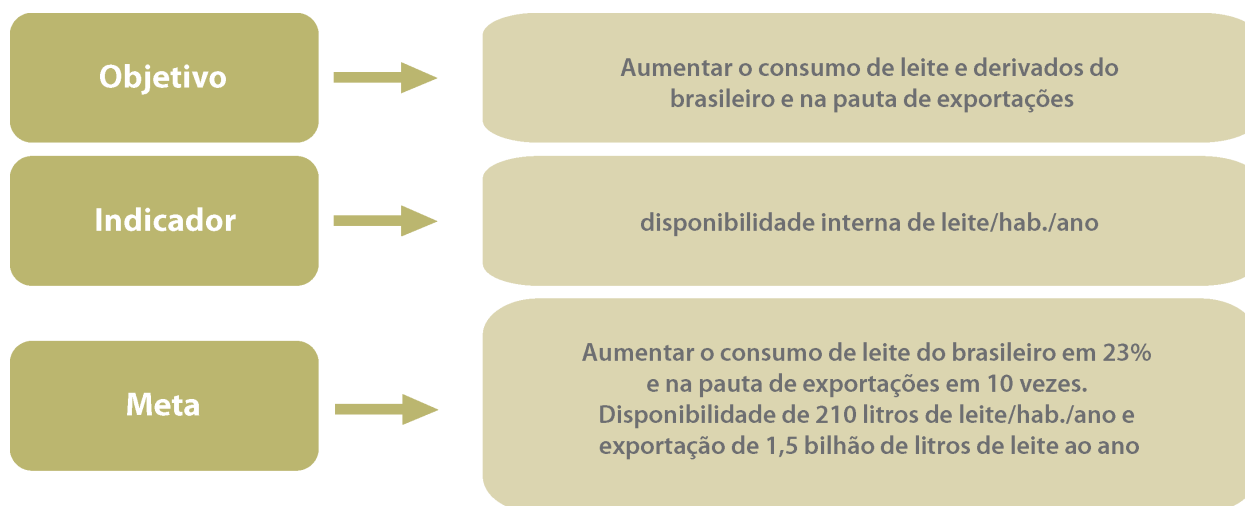 Objetivo
Aumentar o consumo de leite e derivados do
brasileiro e na pauta de exportações
Indicador
disponibilidade interna de leite/hab./ano
Meta
Aumentar o consumo de leite do brasileiro em 23%
e na pauta de exportações em 10 vezes.
Disponibilidade de 210 litros de leite/hab./ano e
exportação de 1,5 bilhão de litros de leite ao ano